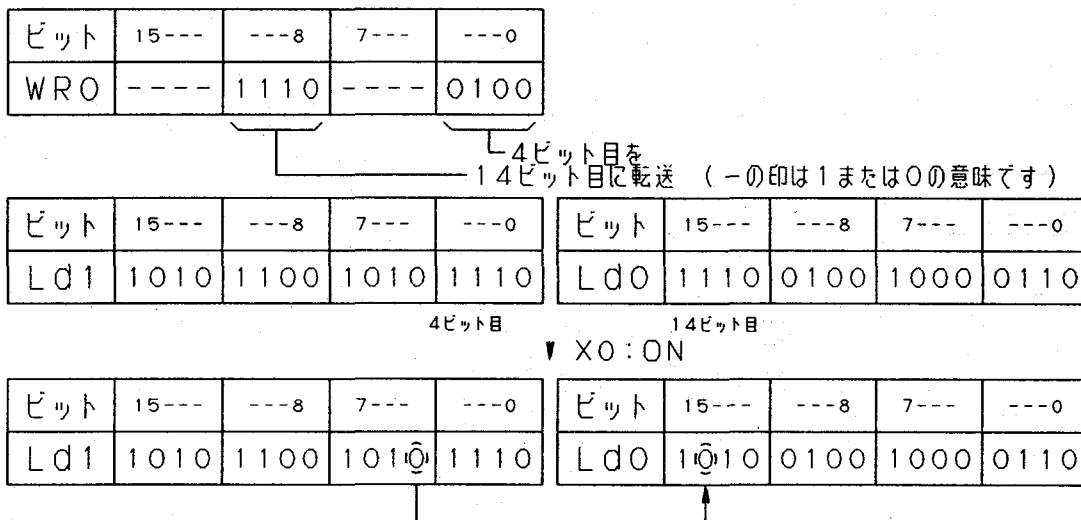 ビット 15--- ---8 7--- ---0
WR0 ---- 1110 ---- 0100
4ビット目を
14ビット目に転送 (-の印は1または0の意味です)
ビット 15--- ---8 7--- ---0 ビット 15--- ---8 7--- ---0
Ld1 1010 1100 1010 1110 Ld0 1110 0100 1000 0110
4ビット目 14ビット目
▼ X0:ON
ビット 15--- ---8 7--- ---0 ビット 15--- ---8 7--- ---0
Ld1 1010 1100 1010 1110 Ld0 1010 0100 1000 0110